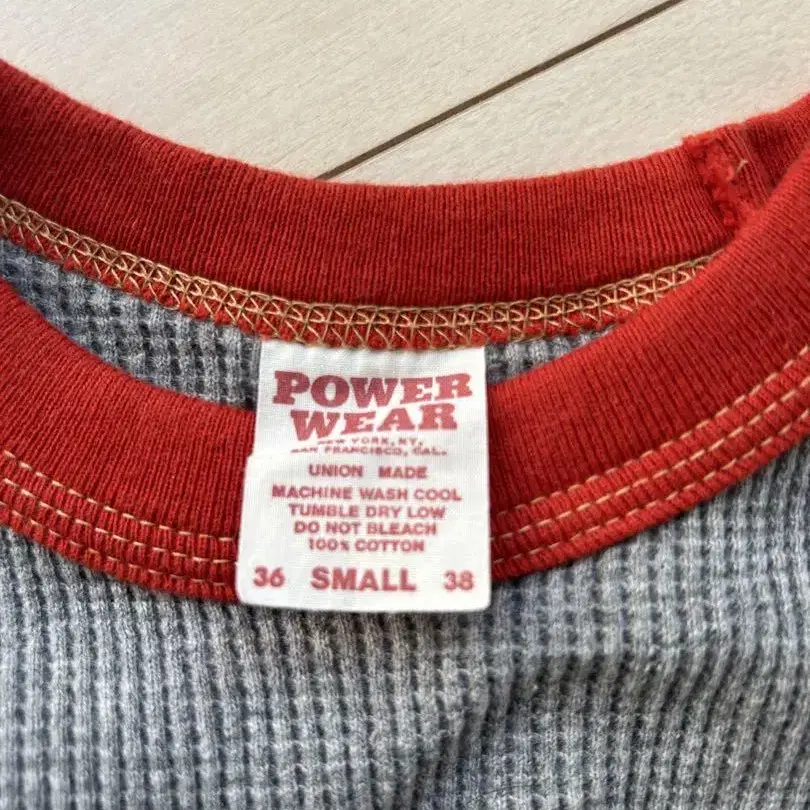 POWER
WEAR
NEW YORK, NY.
SAN FRANCISCO, CAL.
UNION MADE
MACHINE WASH COOL
TUMBLE DRY LOW
DO NOT BLEACH
100% COTTON
36 SMALL 38